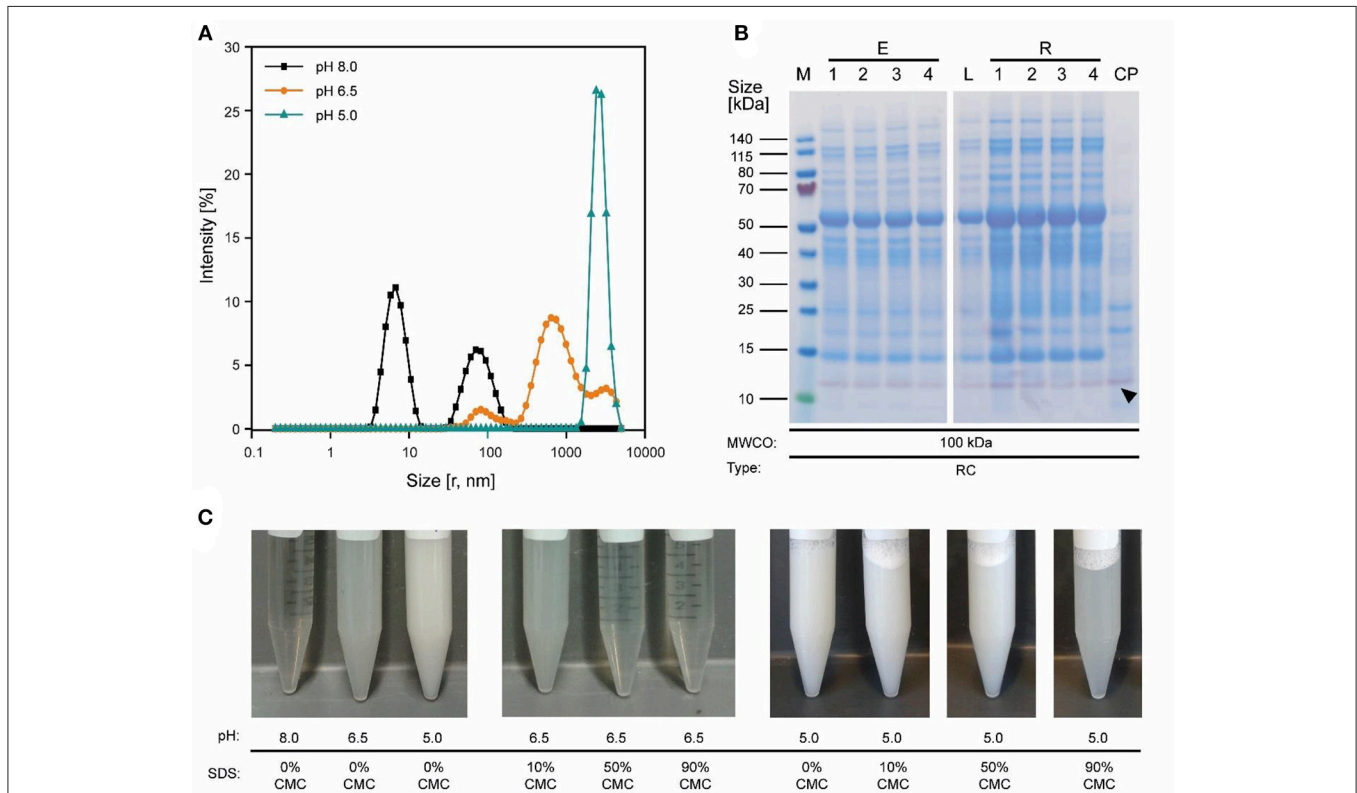 A
30
25
20
15
10
5
0
Intensity [%]
pH 8.0
pH 6.5
pH 5.0
0.1 1 10 100 1000 10000
Size [r, nm]
B
E R
Size
[kDa]
M 1 2 3 4 L 1 2 3 4 CP
140
115
80
70
50
40
30
25
15
10
MWCO: 100 kDa
Type: RC
C
5
4
3
2
pH: 8.0 6.5 5.0 6.5 6.5 6.5 5.0 5.0 5.0 5.0
SDS: 0% 0% 0% 10% 50% 90% 0% 10% 50% 90%
CMC CMC CMC CMC CMC CMC CMC CMC CMC CMC